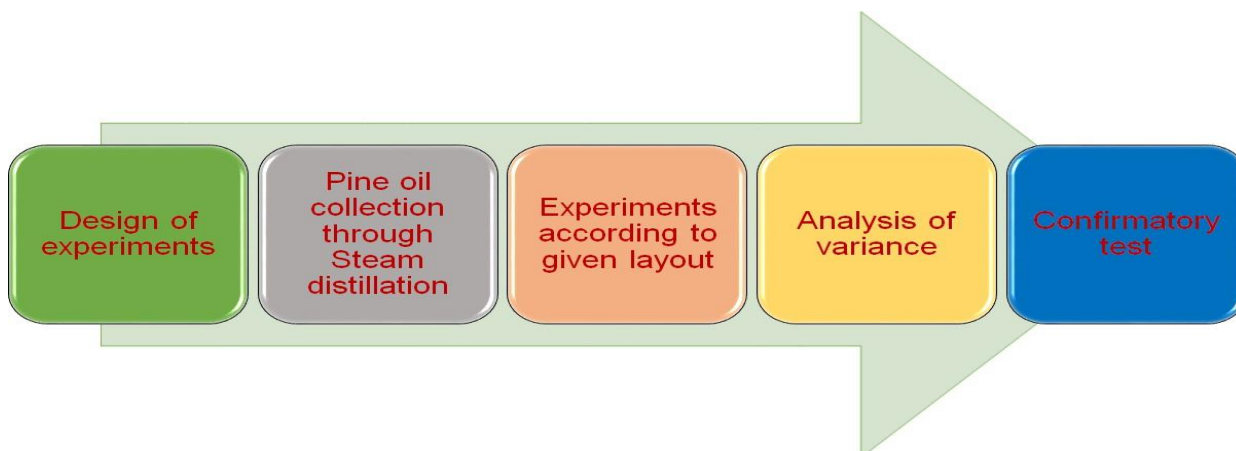 Design of
experiments
Pine oil
collection
through
Steam
distillation
Experiments
according to
given layout
Analysis of
variance
Confirmatory
test